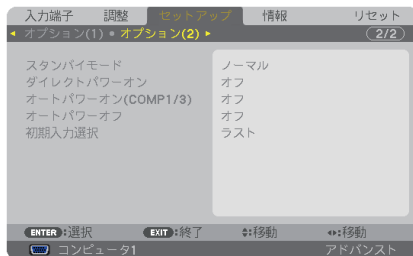 入力端子 調整 セットアップ 情報 リセット
オプション(1) オプション(2) 2/2
スタンバイモード ノーマル
ダイレクトパワーオン オフ
オートパワーオン(COMP1/3) オフ
オートパワーオフ オフ
初期入力選択 ラスト
ENTER :選択 EXIT :終了 :移動 :移動
コンピュータ1 アドバンスト